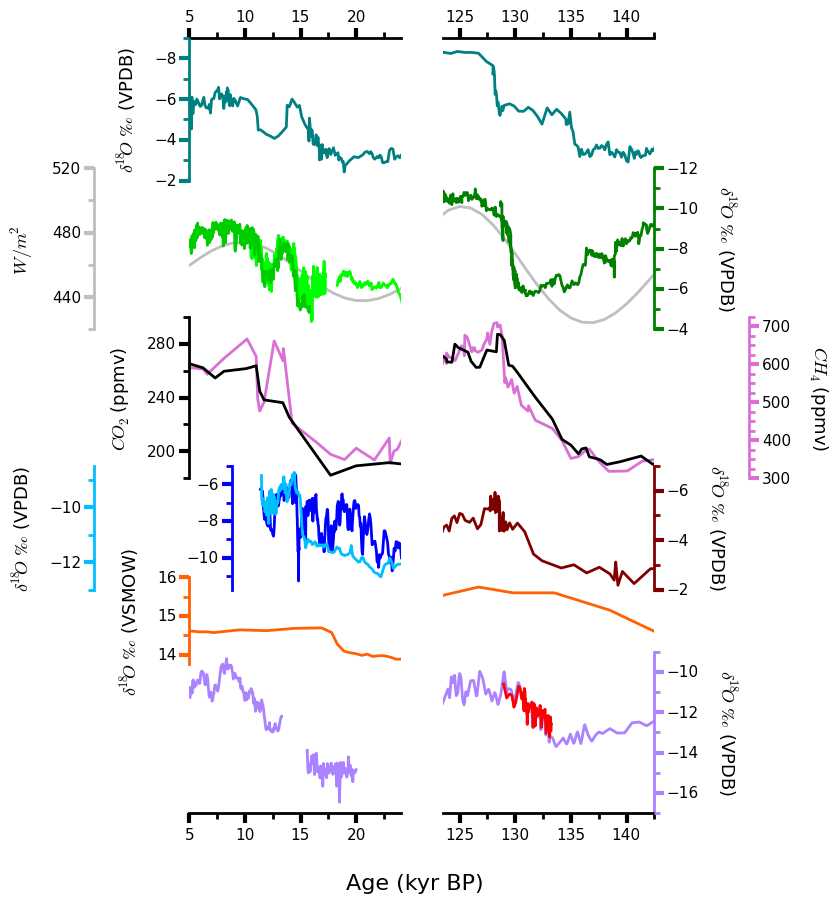 5 10 15 20 125 130 135 140
δ¹⁸O ‰ (VPDB)
−8
−6
−4
−2
W/m²
520
480
440
−12
−10
−8
−6
−4
δ¹⁸O ‰ (VPDB)
CO₂ (ppmv)
280
240
200
700
600
500
400
300
CH₄ (ppmv)
δ¹⁸O ‰ (VPDB)
−10
−12
−6
−8
−10
−6
−4
−2
δ¹⁸O ‰ (VPDB)
δ¹⁸O ‰ (VSMOW)
16
15
14
−10
−12
−14
−16
δ¹⁸O ‰ (VPDB)
5 10 15 20 125 130 135 140
Age (kyr BP)